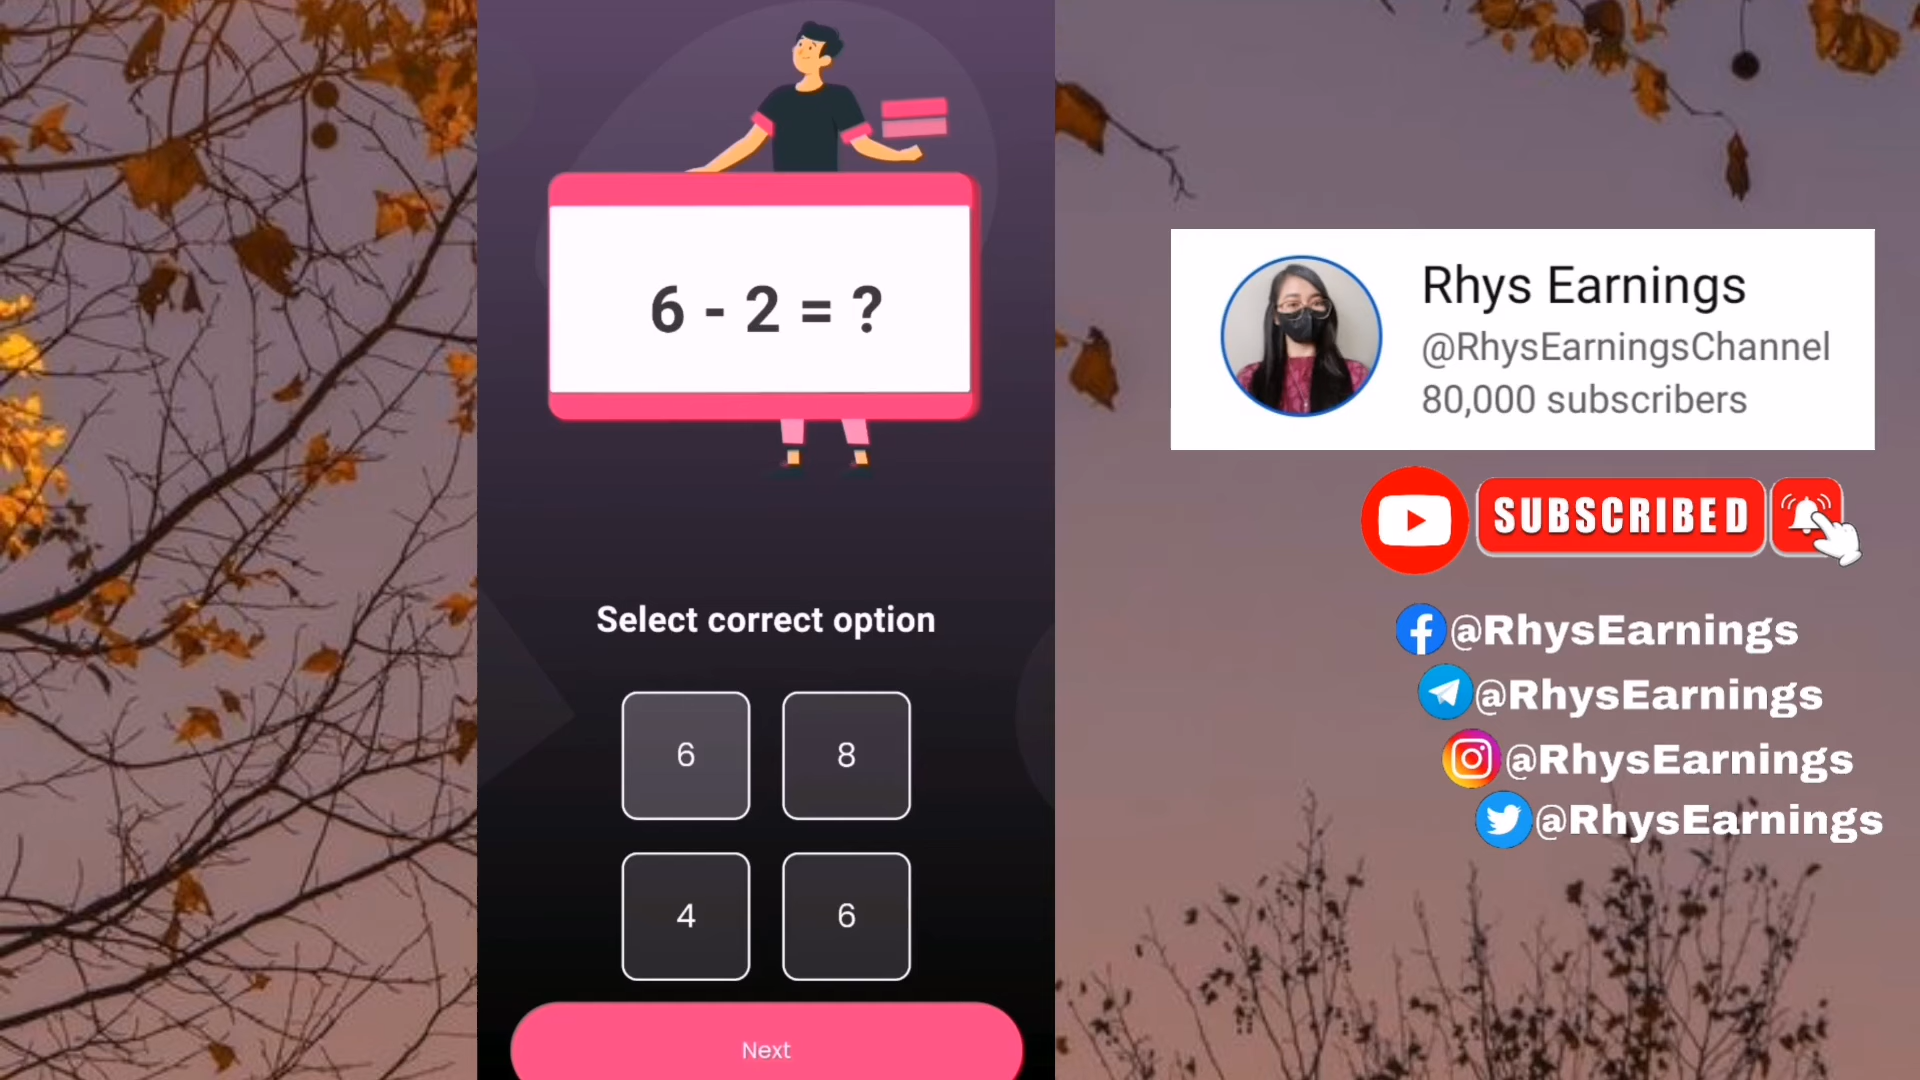 6 - 2 = ?
Select correct option
6
8
4
6
Next
Rhys Earnings
@RhysEarningsChannel
80,000 subscribers
SUBSCRIBED
@RhysEarnings
@RhysEarnings
@RhysEarnings
@RhysEarnings